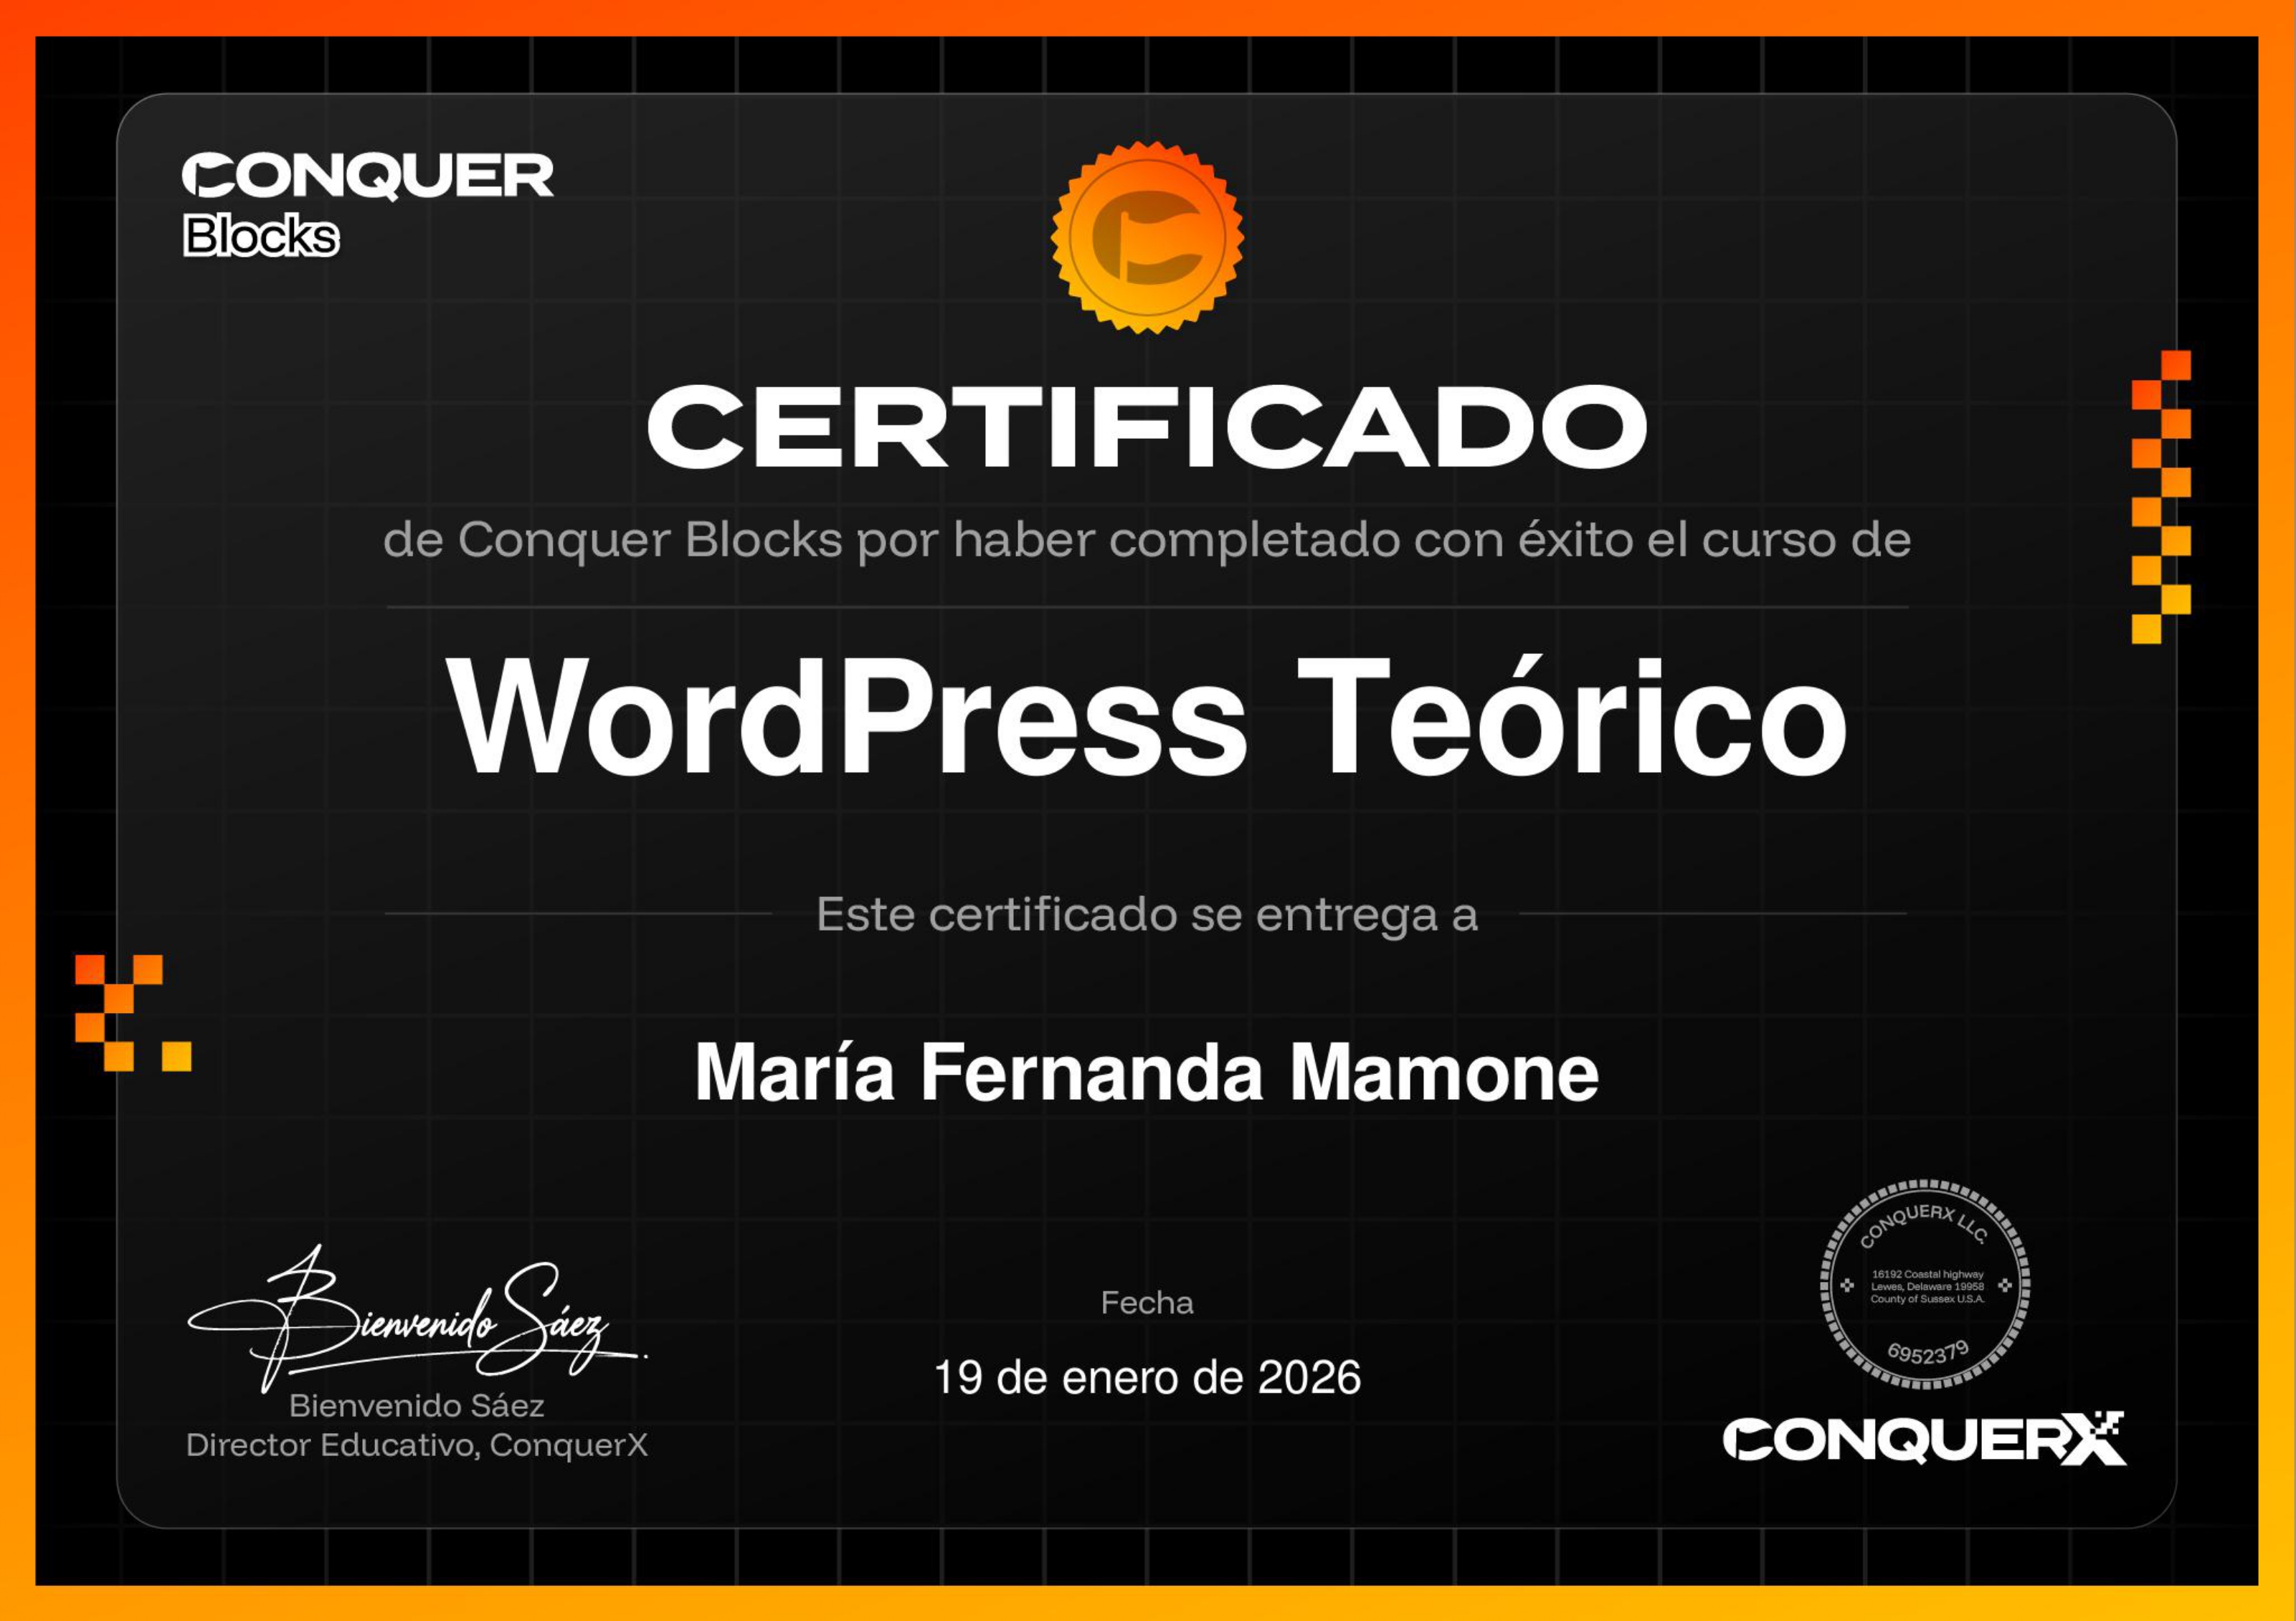 CONQUER
Blocks
CERTIFICADO
de Conquer Blocks por haber completado con éxito el curso de
WordPress Teórico
Este certificado se entrega a
María Fernanda Mamone
Bienvenido Sáez
Bienvenido Sáez
Director Educativo, ConquerX
Fecha
19 de enero de 2026
CONQUERX LLC.
16192 Coastal highway
Lewes, Delaware 19958
County of Sussex U.S.A.
6952379
CONQUERX